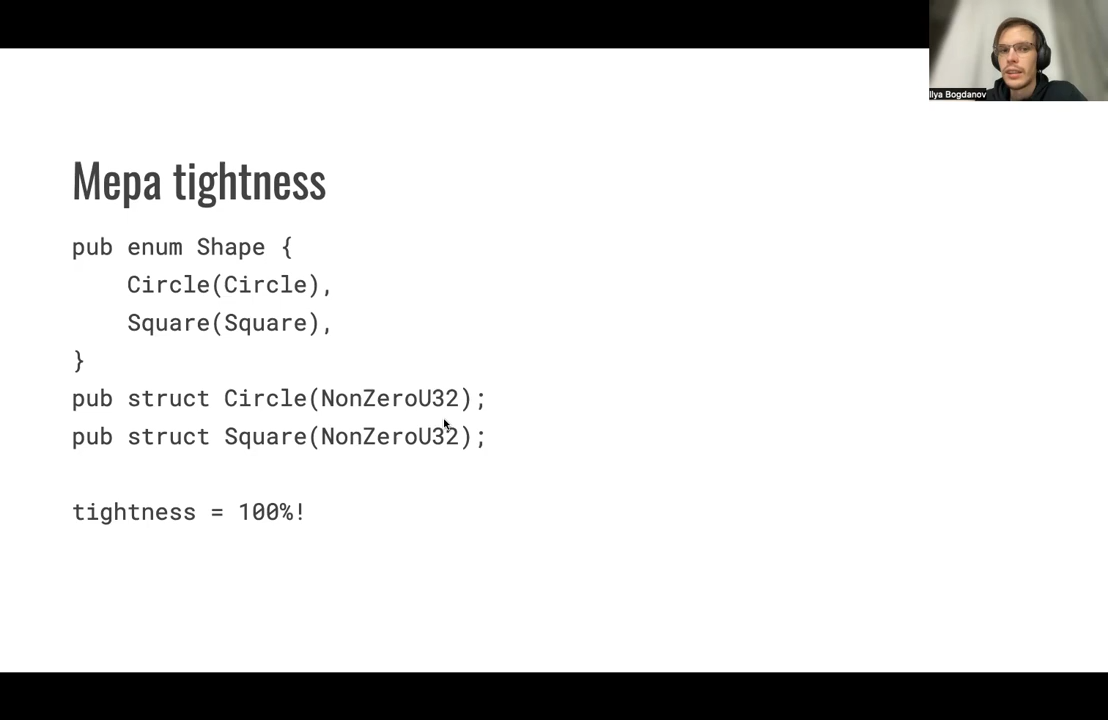 Ilya Bogdanov
Мера tightness
pub enum Shape {
Circle(Circle),
Square(Square),
}
pub struct Circle(NonZeroU32);
pub struct Square(NonZeroU32);
tightness = 100%!